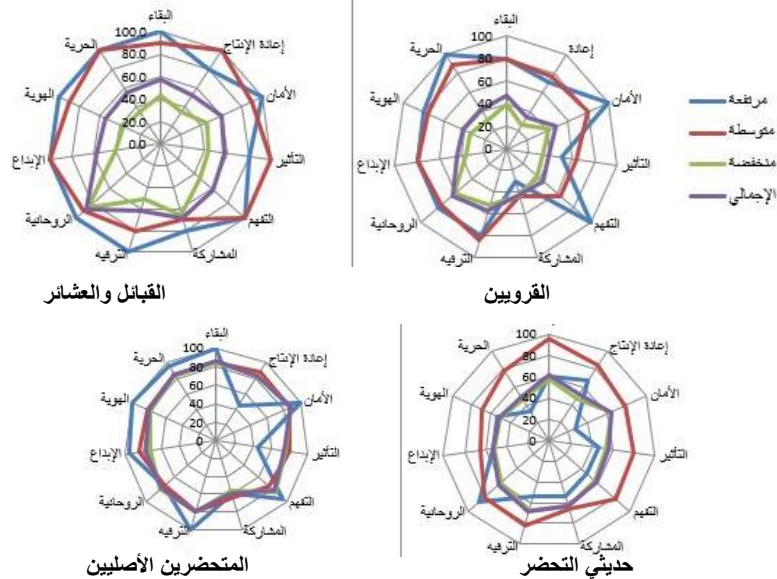 البقاء
إعادة الإنتاج
الأمان
التأثير
التفهم
المشاركة
الترفيه
الروحانية
الإبداع
الهوية
الحرية
100.0
80.0
60.0
40.0
20.0
0.0
القبائل والعشائر
البقاء
إعادة الإنتاج
الأمان
التأثير
التفهم
المشاركة
الترفيه
الروحانية
الإبداع
الهوية
الحرية
100
80
60
40
20
0
القرويين
مرتفعة
متوسطة
منخفضة
الإجمالي
البقاء
إعادة الإنتاج
الأمان
التأثير
التفهم
المشاركة
الترفيه
الروحانية
الإبداع
الهوية
الحرية
100
80
60
40
20
0
المتحضرين الأصليين
إعادة الإنتاج
الأمان
التأثير
التفهم
المشاركة
الترفيه
الروحانية
الإبداع
الهوية
الحرية
100
80
60
40
20
0
حديثي التحضر